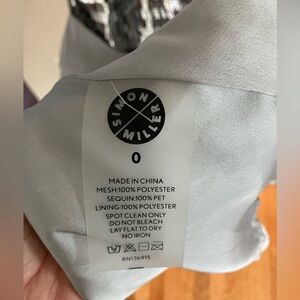 SIMON
MILLER
0
MADE IN CHINA
MESH:100% POLYESTER
SEQUIN:100% PET
LINING:100% POLYESTER
SPOT CLEAN ONLY
DO NOT BLEACH
LAY FLAT TO DRY
NO IRON
RN136915